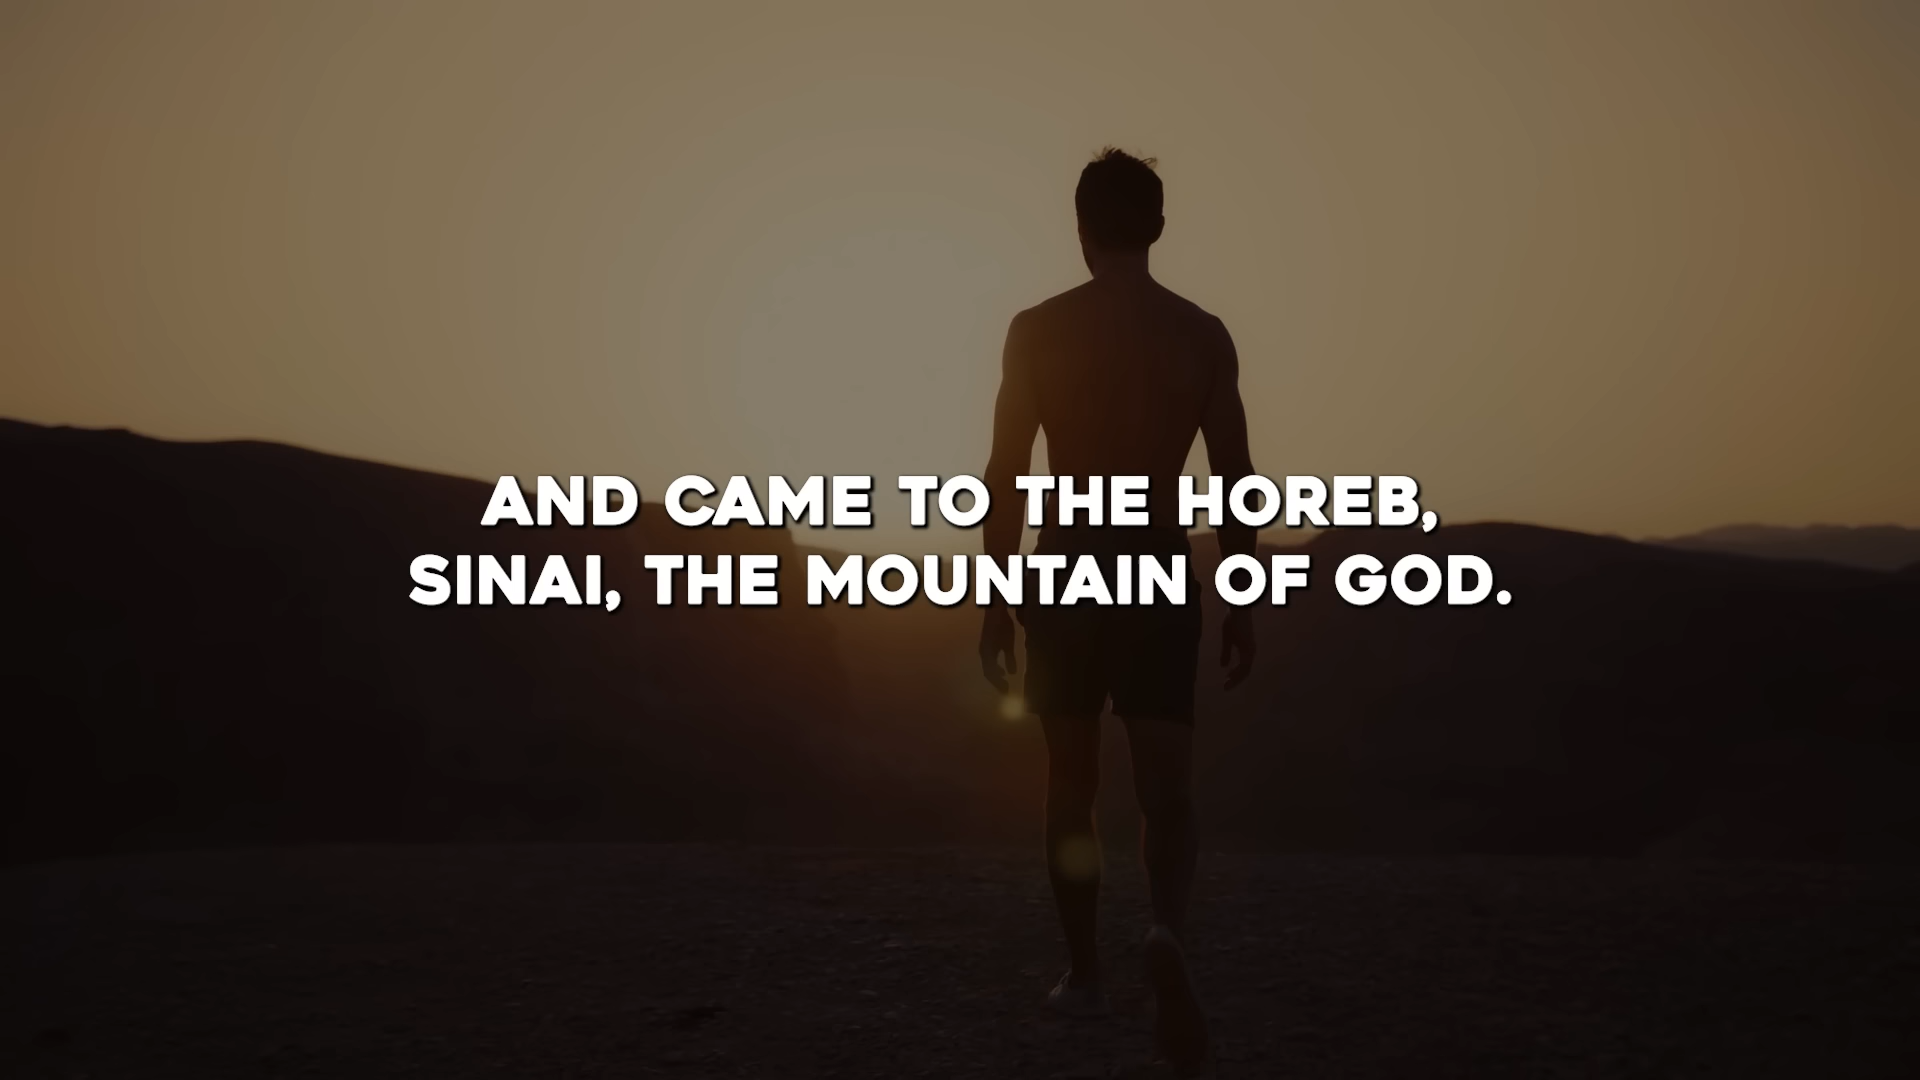 AND CAME TO THE HOREB,
SINAI, THE MOUNTAIN OF GOD.